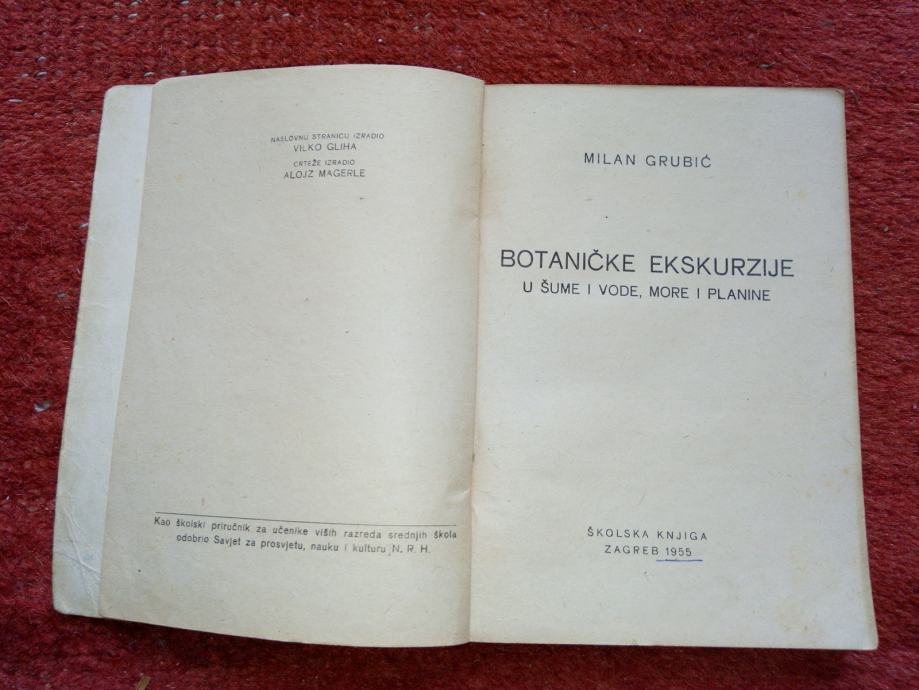 NASLOVNU STRANICU IZRADIO
VILKO GLIHA
CRTEŽE IZRADIO
ALOJZ MAGERLE
Kao školski priručnik za učenike viših razreda srednjih škola
odobrio Savjet za prosvjetu, nauku i kulturu N. R. H.
MILAN GRUBIĆ
BOTANIČKE EKSKURZIJE
U ŠUME I VODE, MORE I PLANINE
ŠKOLSKA KNJIGA
ZAGREB 1955